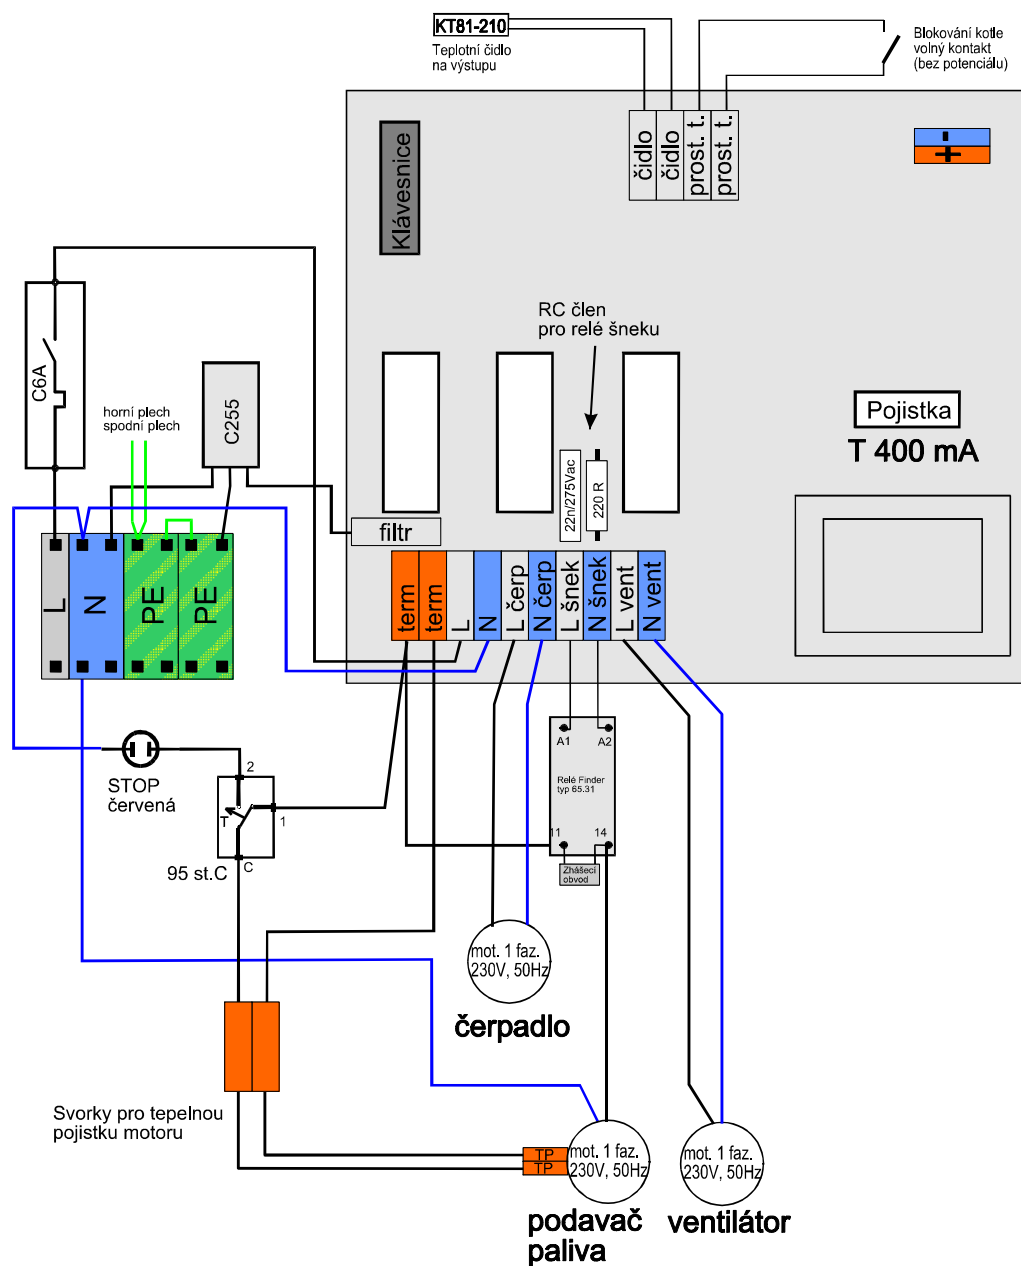 KT81-210
Teplotní čidlo
na výstupu
Blokování kotle
volný kontakt
(bez potenciálu)
čidlo
čidlo
prost. t.
prost. t.
-
+
Klávesnice
RC člen
pro relé šneku
C6A
horní plech
spodní plech
C255
Pojistka
T 400 mA
22n/275Vac
220 R
filtr
L
N
PE
PE
term
term
L
N
L čerp
N čerp
L šnek
N šnek
L vent
N vent
A1
A2
Relé Finder
typ 65.31
11
14
Zhášecí
obvod
STOP
červená
2
T
1
C
95 st.C
mot. 1 faz.
230V, 50Hz
čerpadlo
Svorky pro tepelnou
pojistku motoru
TP
TP
mot. 1 faz.
230V, 50Hz
podavač
paliva
mot. 1 faz.
230V, 50Hz
ventilátor